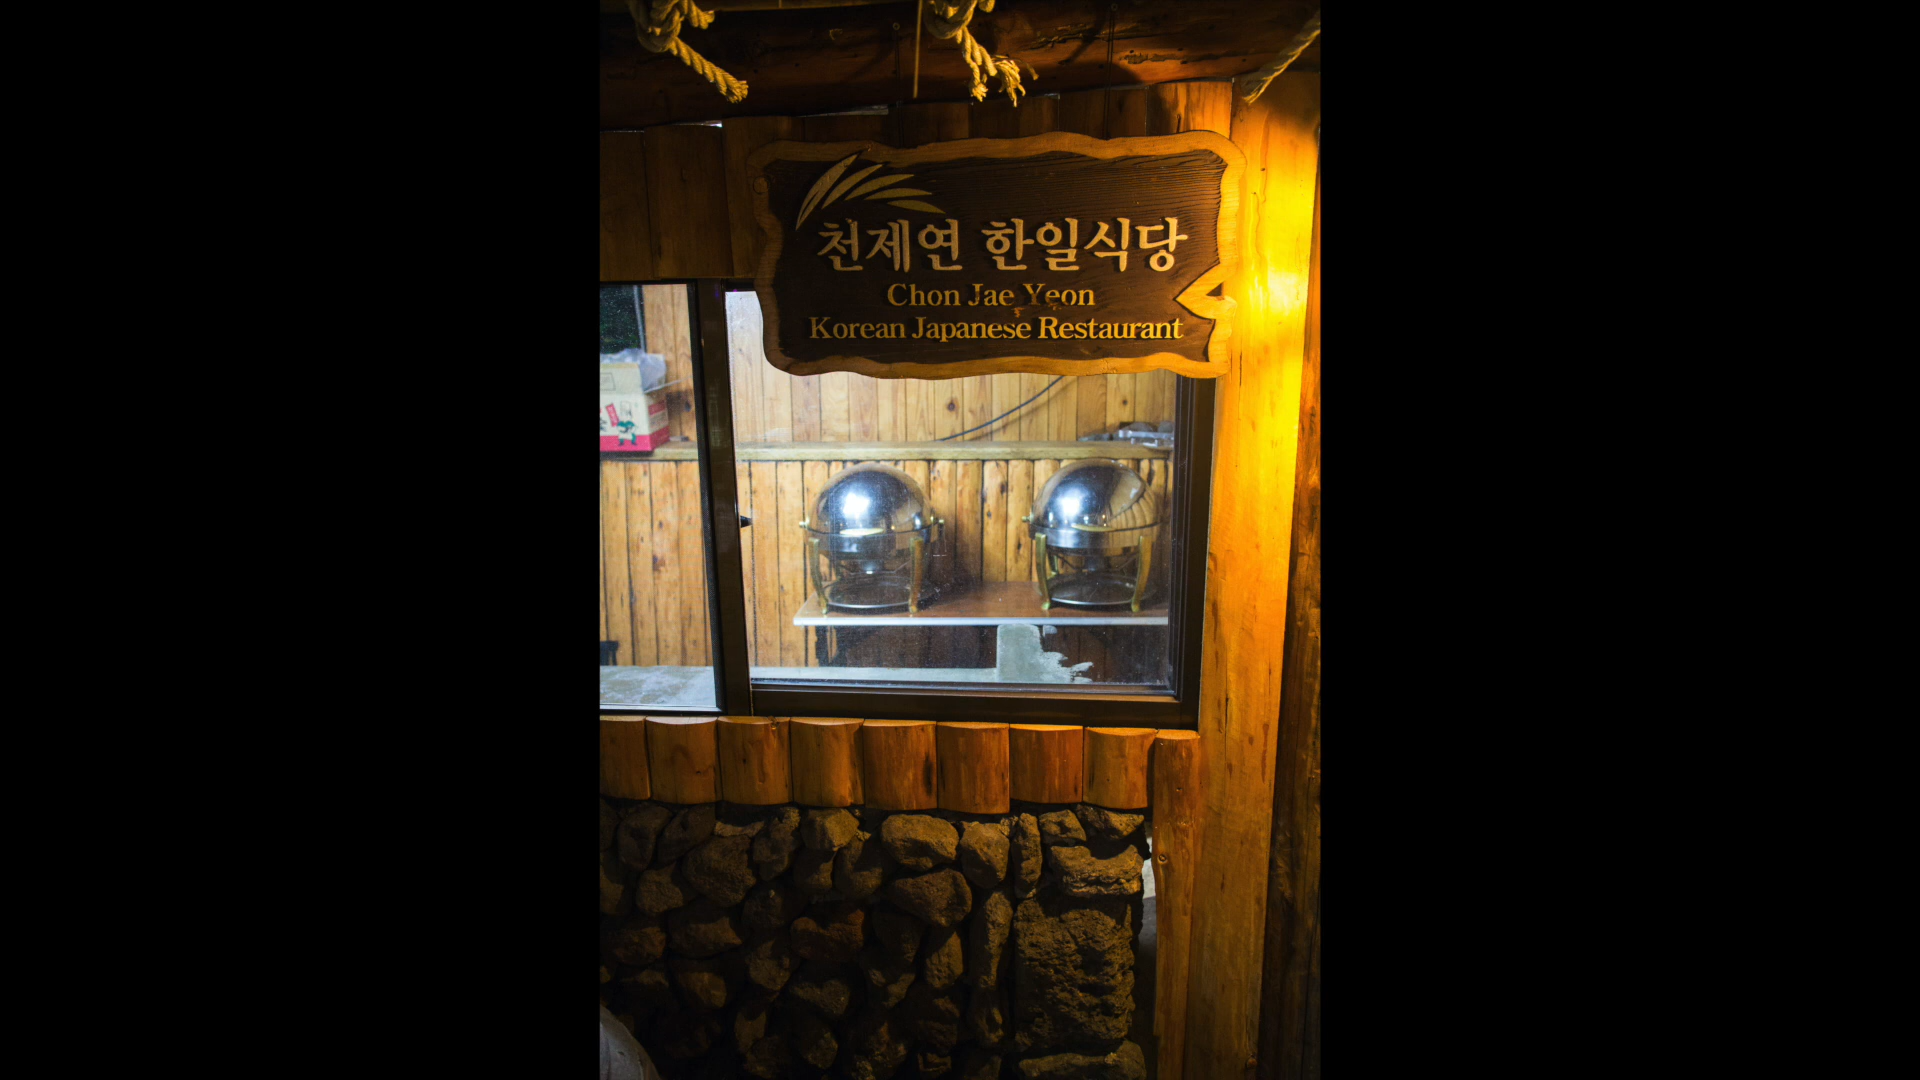 천제연 한일식당
Chon Jae Yeon
Korean Japanese Restaurant